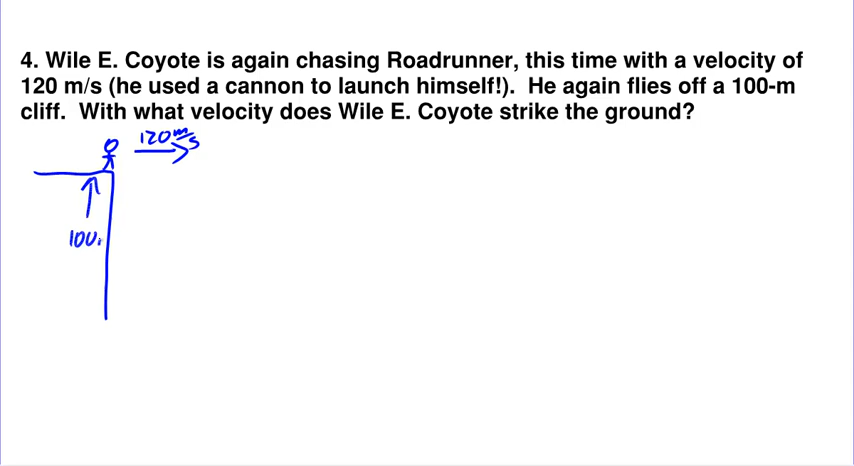 4. Wile E. Coyote is again chasing Roadrunner, this time with a velocity of
120 m/s (he used a cannon to launch himself!).  He again flies off a 100-m
cliff.  With what velocity does Wile E. Coyote strike the ground?
120 m/s
100